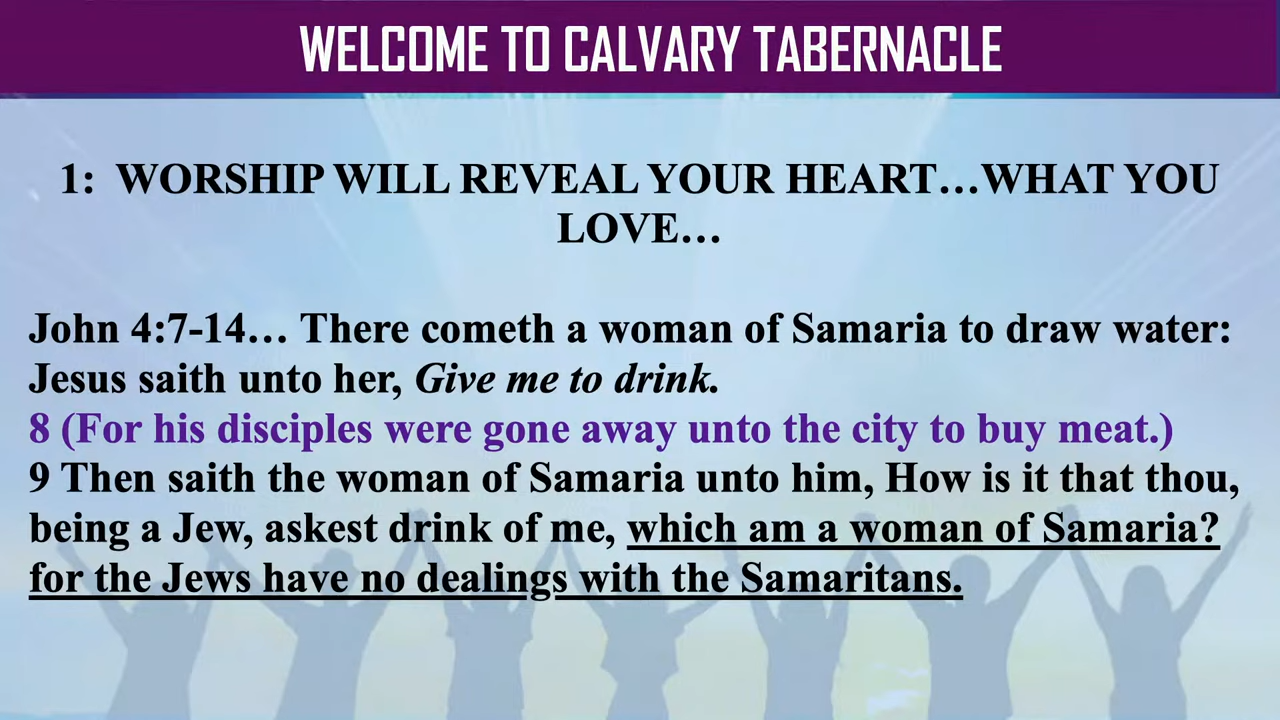 WELCOME TO CALVARY TABERNACLE
1: WORSHIP WILL REVEAL YOUR HEART…WHAT YOU
LOVE…
John 4:7-14… There cometh a woman of Samaria to draw water:
Jesus saith unto her, Give me to drink.
8 (For his disciples were gone away unto the city to buy meat.)
9 Then saith the woman of Samaria unto him, How is it that thou,
being a Jew, askest drink of me, which am a woman of Samaria?
for the Jews have no dealings with the Samaritans.